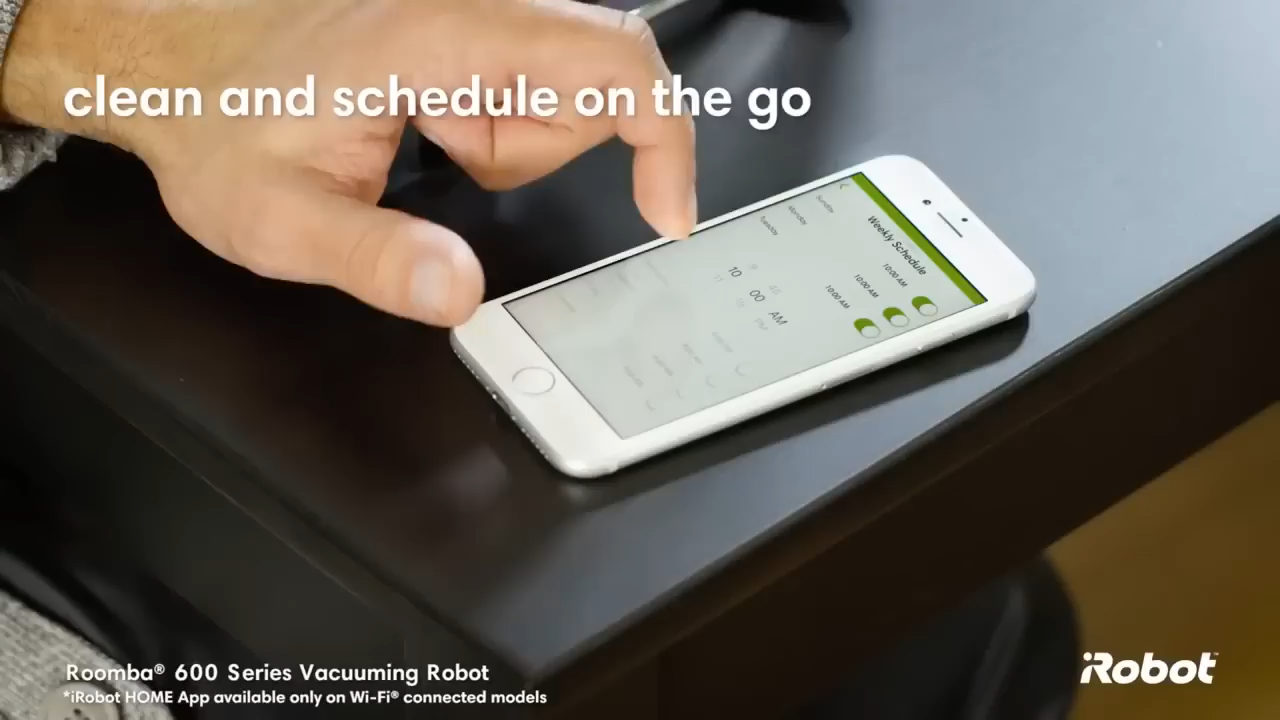 clean and schedule on the go
Weekly Schedule
Sunday 10:00 AM
Monday 10:00 AM
Tuesday 10:00 AM
10 00 AM
Roomba® 600 Series Vacuuming Robot
*iRobot HOME App available only on Wi-Fi® connected models
iRobot™